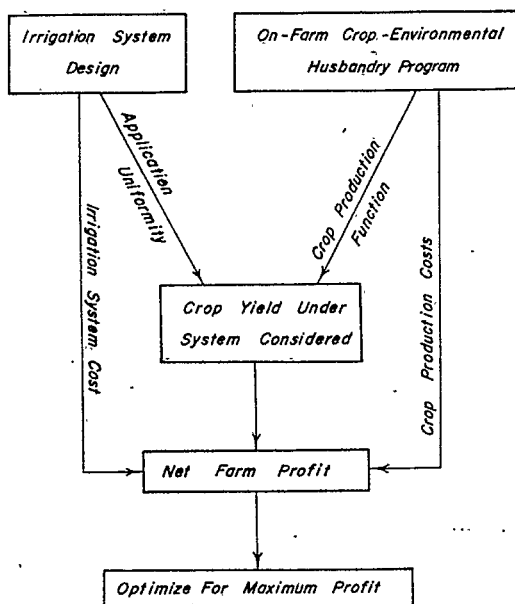 Irrigation System
Design
On-Farm Crop-Environmental
Husbandry Program
Application
Uniformity
Crop Production
Function
Irrigation System Cost
Crop Production Costs
Crop Yield Under
System Considered
Net Farm Profit
Optimize For Maximum Profit